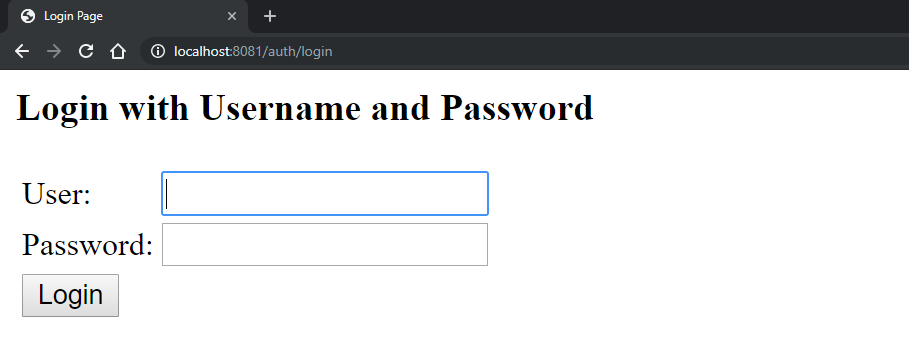 Login Page
localhost:8081/auth/login
Login with Username and Password
User:
Password:
Login